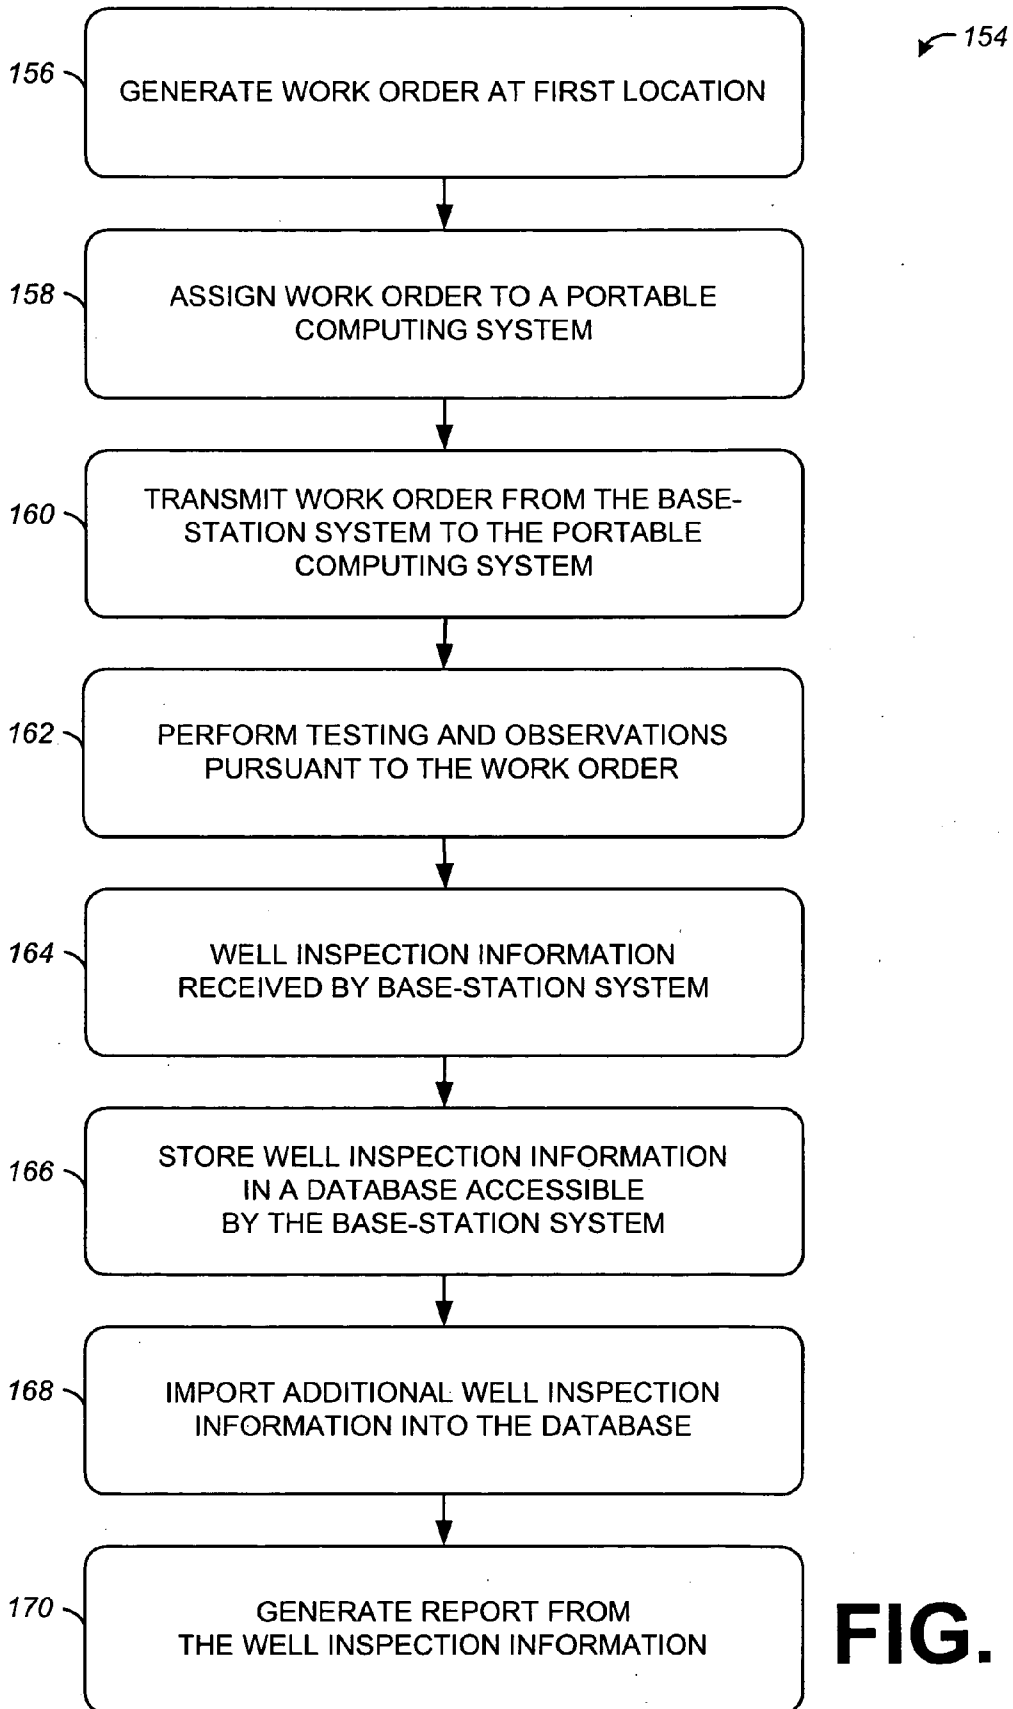 154
156
GENERATE WORK ORDER AT FIRST LOCATION
158
ASSIGN WORK ORDER TO A PORTABLE
COMPUTING SYSTEM
160
TRANSMIT WORK ORDER FROM THE BASE-
STATION SYSTEM TO THE PORTABLE
COMPUTING SYSTEM
162
PERFORM TESTING AND OBSERVATIONS
PURSUANT TO THE WORK ORDER
164
WELL INSPECTION INFORMATION
RECEIVED BY BASE-STATION SYSTEM
166
STORE WELL INSPECTION INFORMATION
IN A DATABASE ACCESSIBLE
BY THE BASE-STATION SYSTEM
168
IMPORT ADDITIONAL WELL INSPECTION
INFORMATION INTO THE DATABASE
170
GENERATE REPORT FROM
THE WELL INSPECTION INFORMATION
FIG.